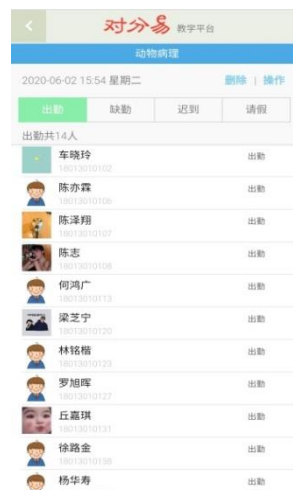 对分易 教学平台
动物病理
2020-06-02 15:54 星期二 删除 | 操作
出勤 缺勤 迟到 请假
出勤共14人
车晓玲 出勤
18013010102
陈亦霖 出勤
18013010106
陈泽翔 出勤
18013010107
陈志 出勤
18013010108
何鸿广 出勤
18013010113
梁芝宁 出勤
18013010120
林铭楷 出勤
18013010123
罗旭晖 出勤
18013010127
丘嘉琪 出勤
18013010131
徐路金 出勤
18013010138
杨华寿 出勤